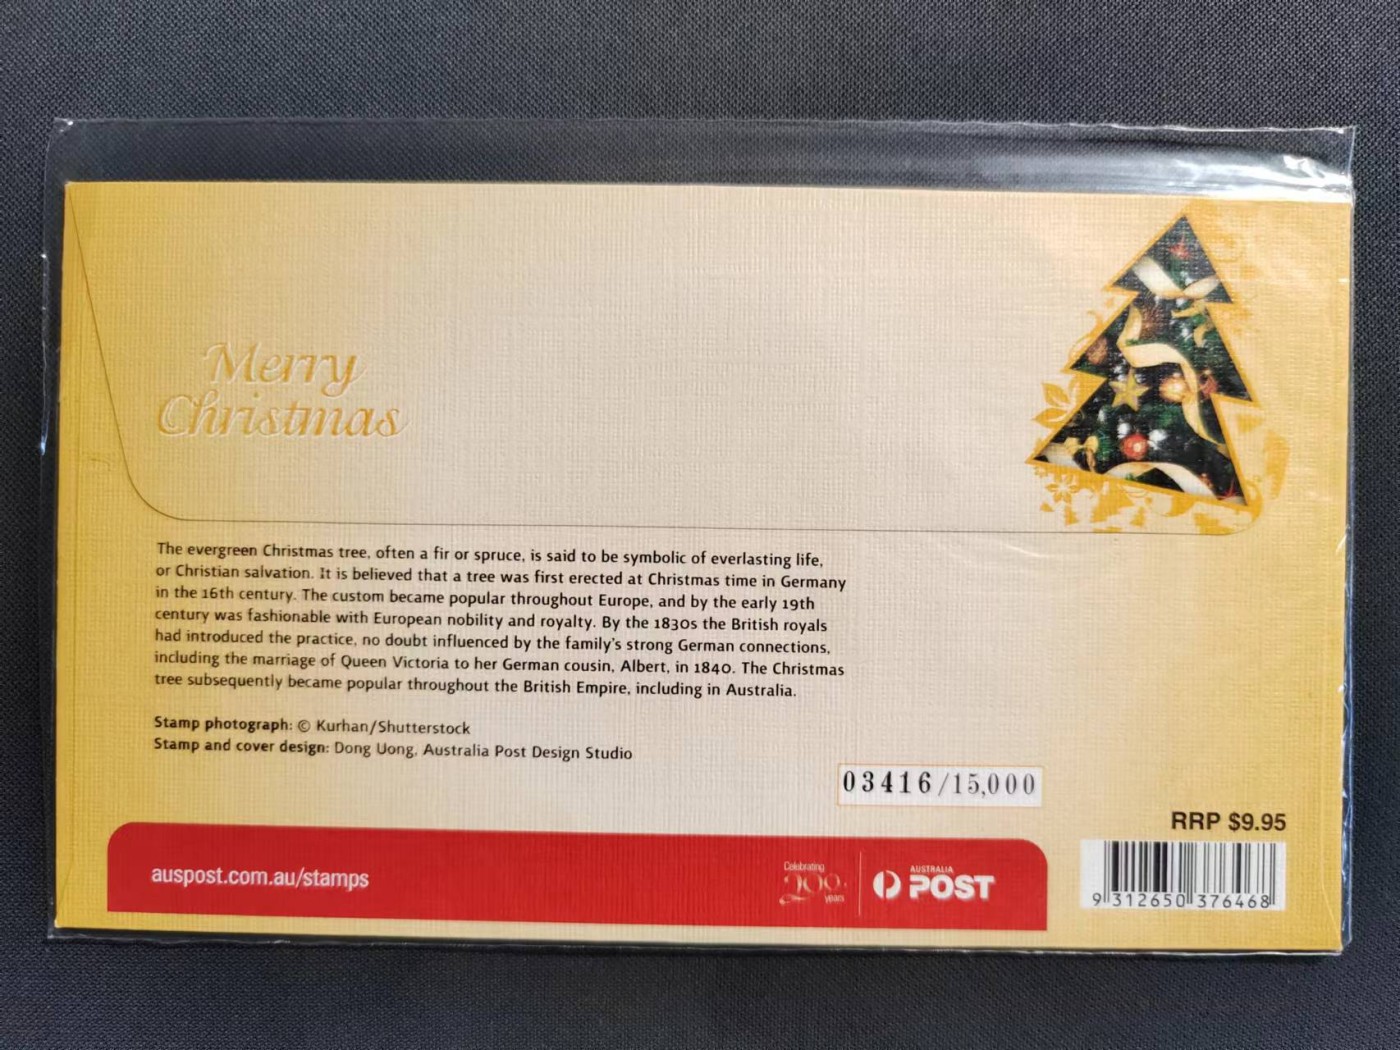 Merry
Christmas
The evergreen Christmas tree, often a fir or spruce, is said to be symbolic of everlasting life,
or Christian salvation. It is believed that a tree was first erected at Christmas time in Germany
in the 16th century. The custom became popular throughout Europe, and by the early 19th
century was fashionable with European nobility and royalty. By the 1830s the British royals
had introduced the practice, no doubt influenced by the family's strong German connections,
including the marriage of Queen Victoria to her German cousin, Albert, in 1840. The Christmas
tree subsequently became popular throughout the British Empire, including in Australia.
Stamp photograph: © Kurhan/Shutterstock
Stamp and cover design: Dong Uong, Australia Post Design Studio
03416/15,000
RRP $9.95
auspost.com.au/stamps
Celebrating
200
years
AUSTRALIA
POST
9 312650 376468